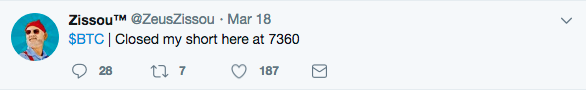 Zissou™ @ZeusZissou · Mar 18
$BTC | Closed my short here at 7360
28 7 187